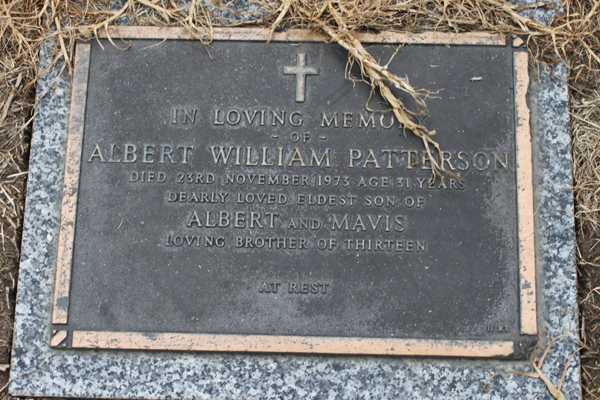 IN LOVING MEMORY
- OF -
ALBERT WILLIAM PATTERSON
DIED 23RD NOVEMBER 1973 AGE 31 YEARS
DEARLY LOVED ELDEST SON OF
ALBERT AND MAVIS
LOVING BROTHER OF THIRTEEN
AT REST